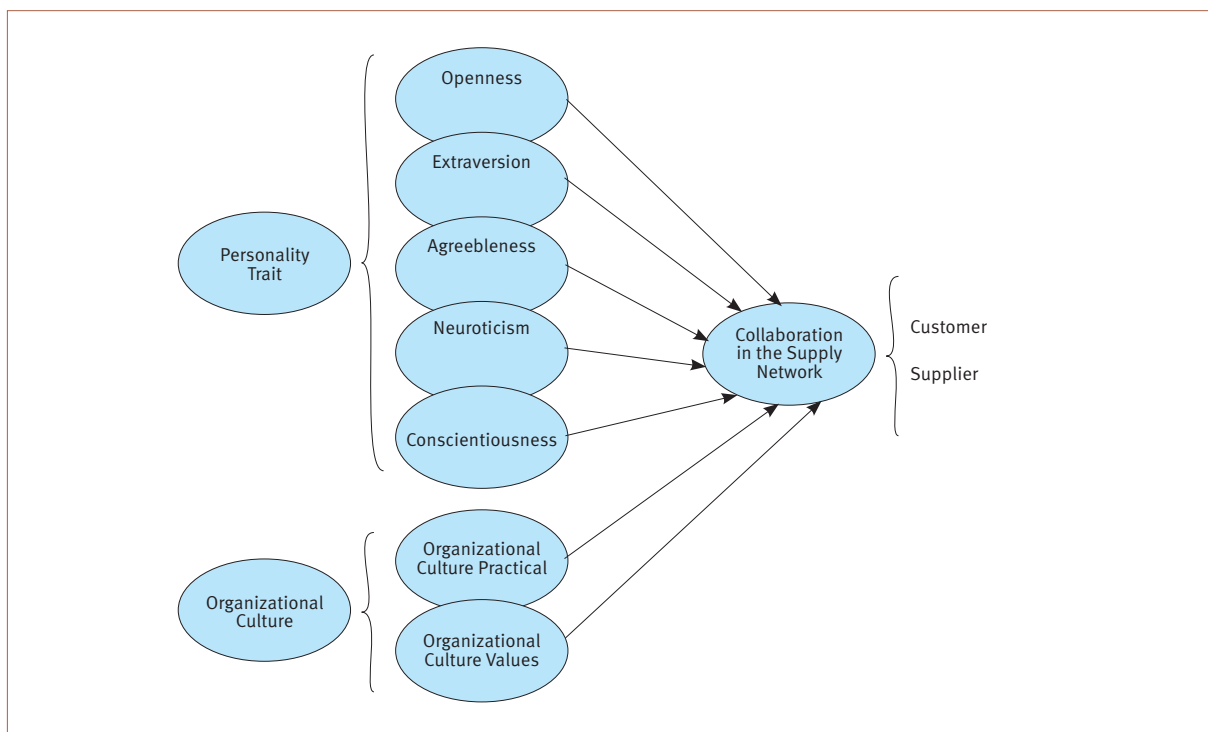 Openness
Extraversion
Agreebleness
Neuroticism
Conscientiousness
Personality
Trait
Organizational
Culture Practical
Organizational
Culture Values
Organizational
Culture
Collaboration
in the Supply
Network
Customer
Supplier